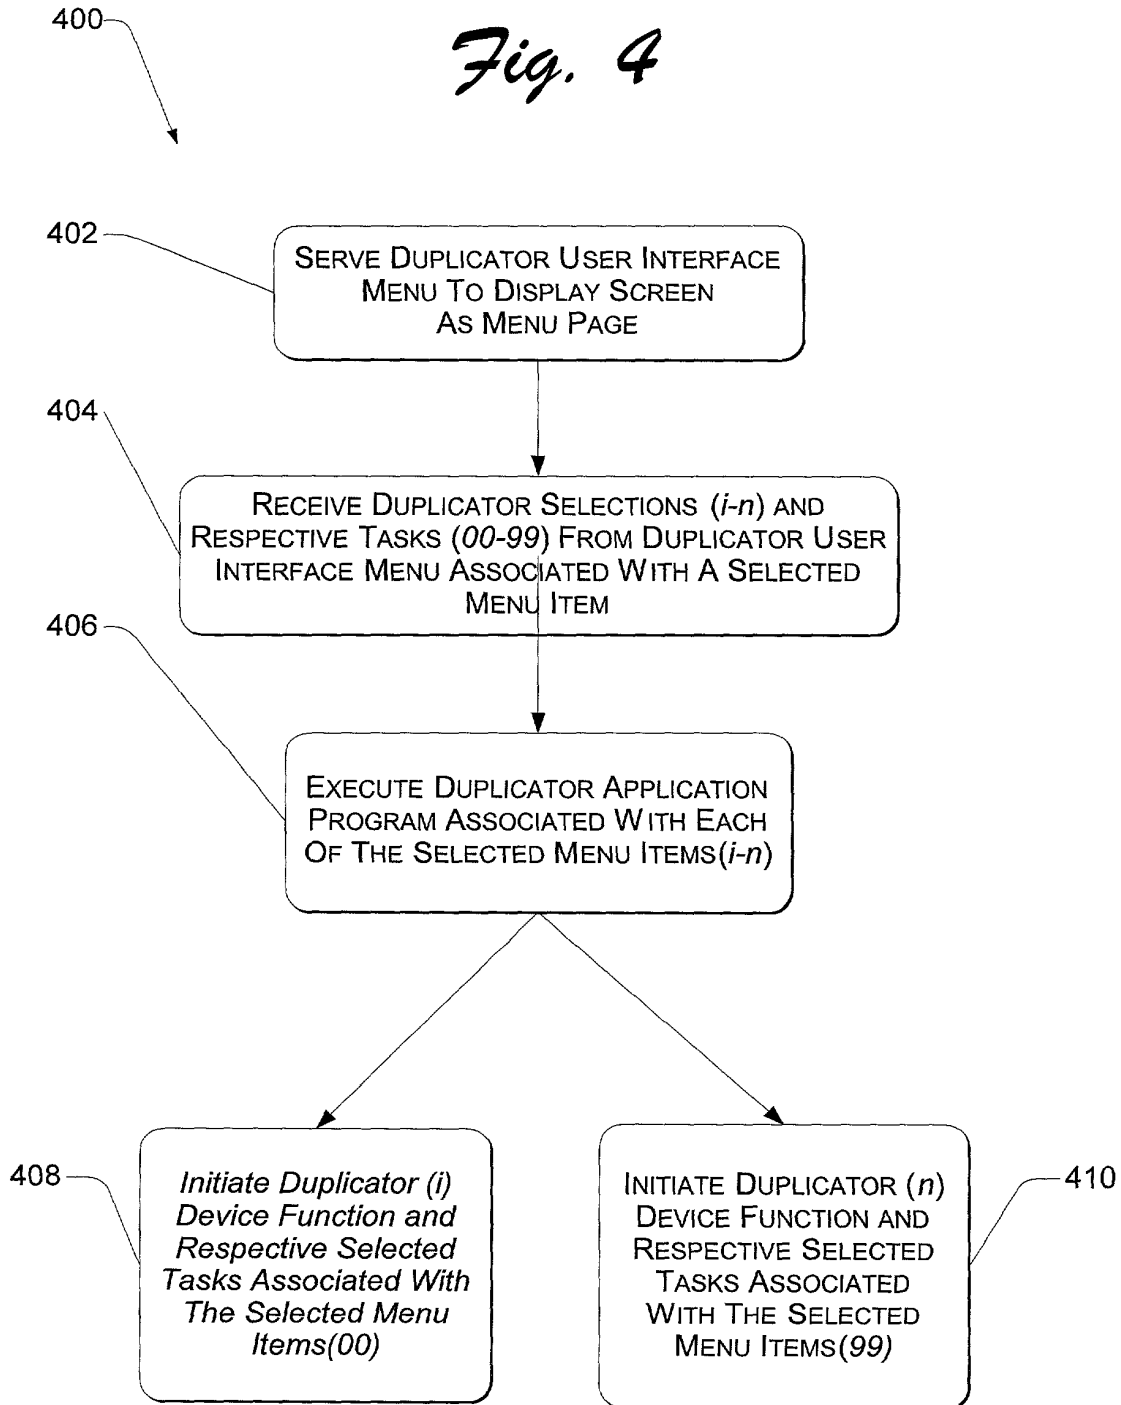 400
Fig. 4
402
SERVE DUPLICATOR USER INTERFACE
MENU TO DISPLAY SCREEN
AS MENU PAGE
404
RECEIVE DUPLICATOR SELECTIONS (i-n) AND
RESPECTIVE TASKS (00-99) FROM DUPLICATOR USER
INTERFACE MENU ASSOCIATED WITH A SELECTED
MENU ITEM
406
EXECUTE DUPLICATOR APPLICATION
PROGRAM ASSOCIATED WITH EACH
OF THE SELECTED MENU ITEMS(i-n)
408
Initiate Duplicator (i)
Device Function and
Respective Selected
Tasks Associated With
The Selected Menu
Items(00)
INITIATE DUPLICATOR (n)
DEVICE FUNCTION AND
RESPECTIVE SELECTED
TASKS ASSOCIATED
WITH THE SELECTED
MENU ITEMS(99)
410